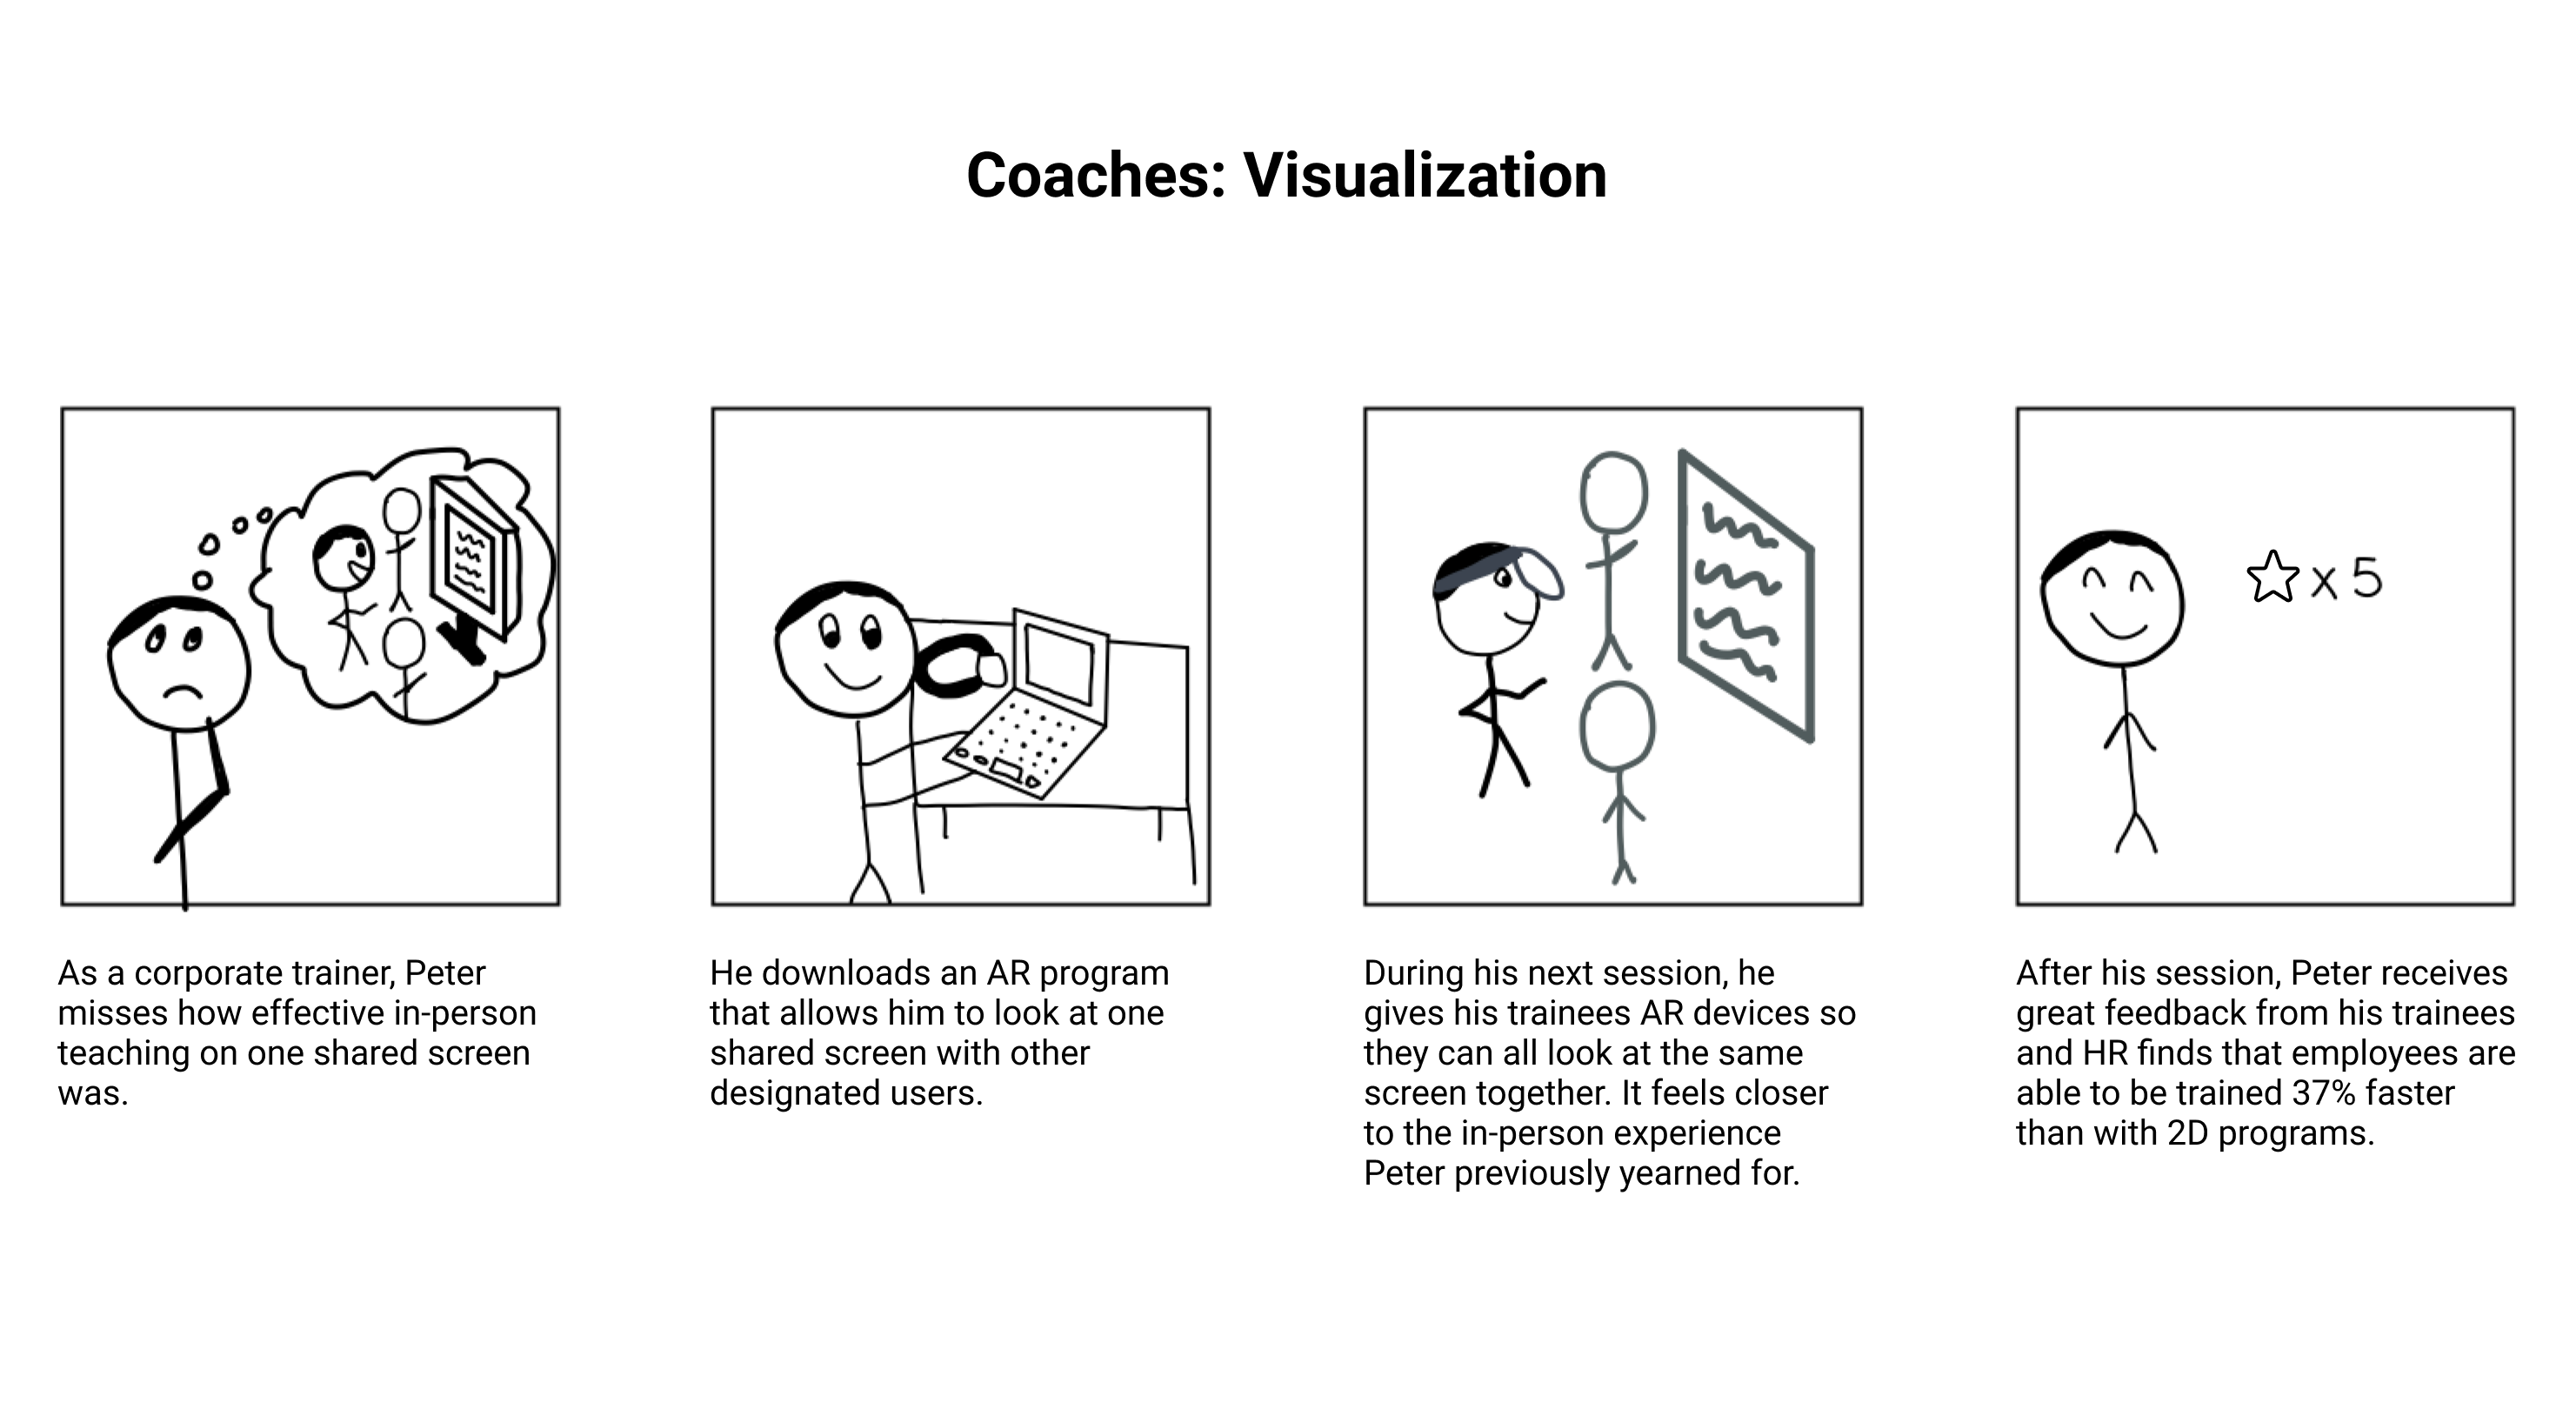 Coaches: Visualization
As a corporate trainer, Peter
misses how effective in-person
teaching on one shared screen
was.
He downloads an AR program
that allows him to look at one
shared screen with other
designated users.
During his next session, he
gives his trainees AR devices so
they can all look at the same
screen together. It feels closer
to the in-person experience
Peter previously yearned for.
x 5
After his session, Peter receives
great feedback from his trainees
and HR finds that employees are
able to be trained 37% faster
than with 2D programs.